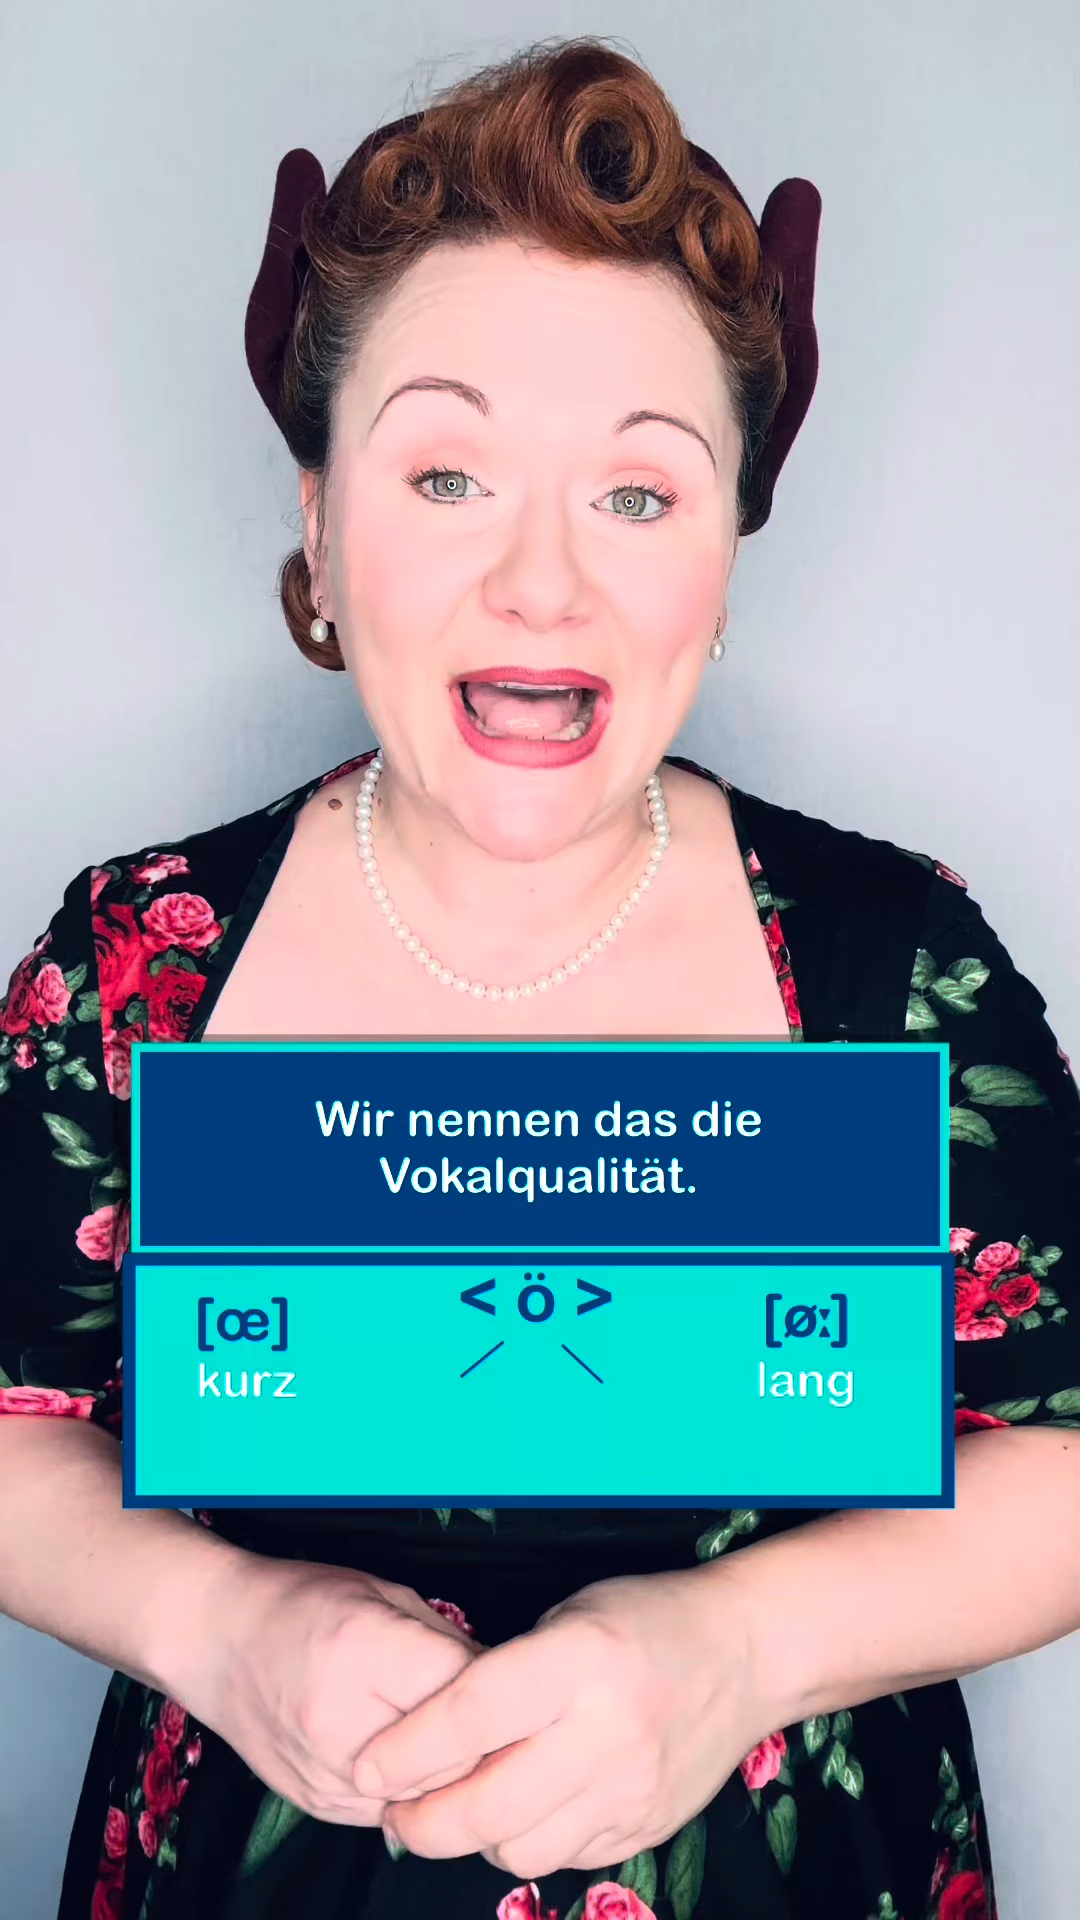 Wir nennen das die
Vokalqualität.
[œ] < ö > [øː]
kurz lang